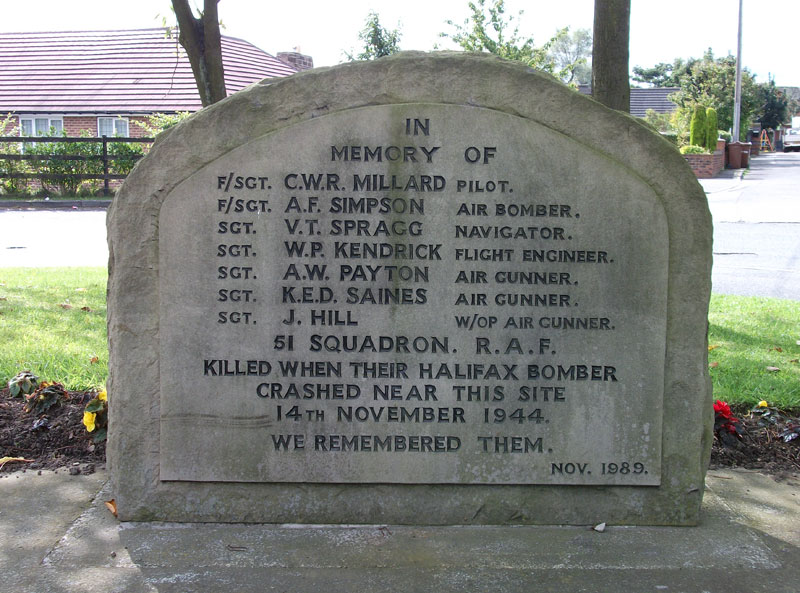 IN
MEMORY OF
F/SGT. C.W.R. MILLARD PILOT.
F/SGT. A.F. SIMPSON AIR BOMBER.
SGT. V.T. SPRAGG NAVIGATOR.
SGT. W.P. KENDRICK FLIGHT ENGINEER.
SGT. A.W. PAYTON AIR GUNNER.
SGT. K.E.D. SAINES AIR GUNNER.
SGT. J. HILL W/OP AIR GUNNER.
51 SQUADRON. R.A.F.
KILLED WHEN THEIR HALIFAX BOMBER
CRASHED NEAR THIS SITE
14TH NOVEMBER 1944.
WE REMEMBERED THEM.
NOV. 1989.